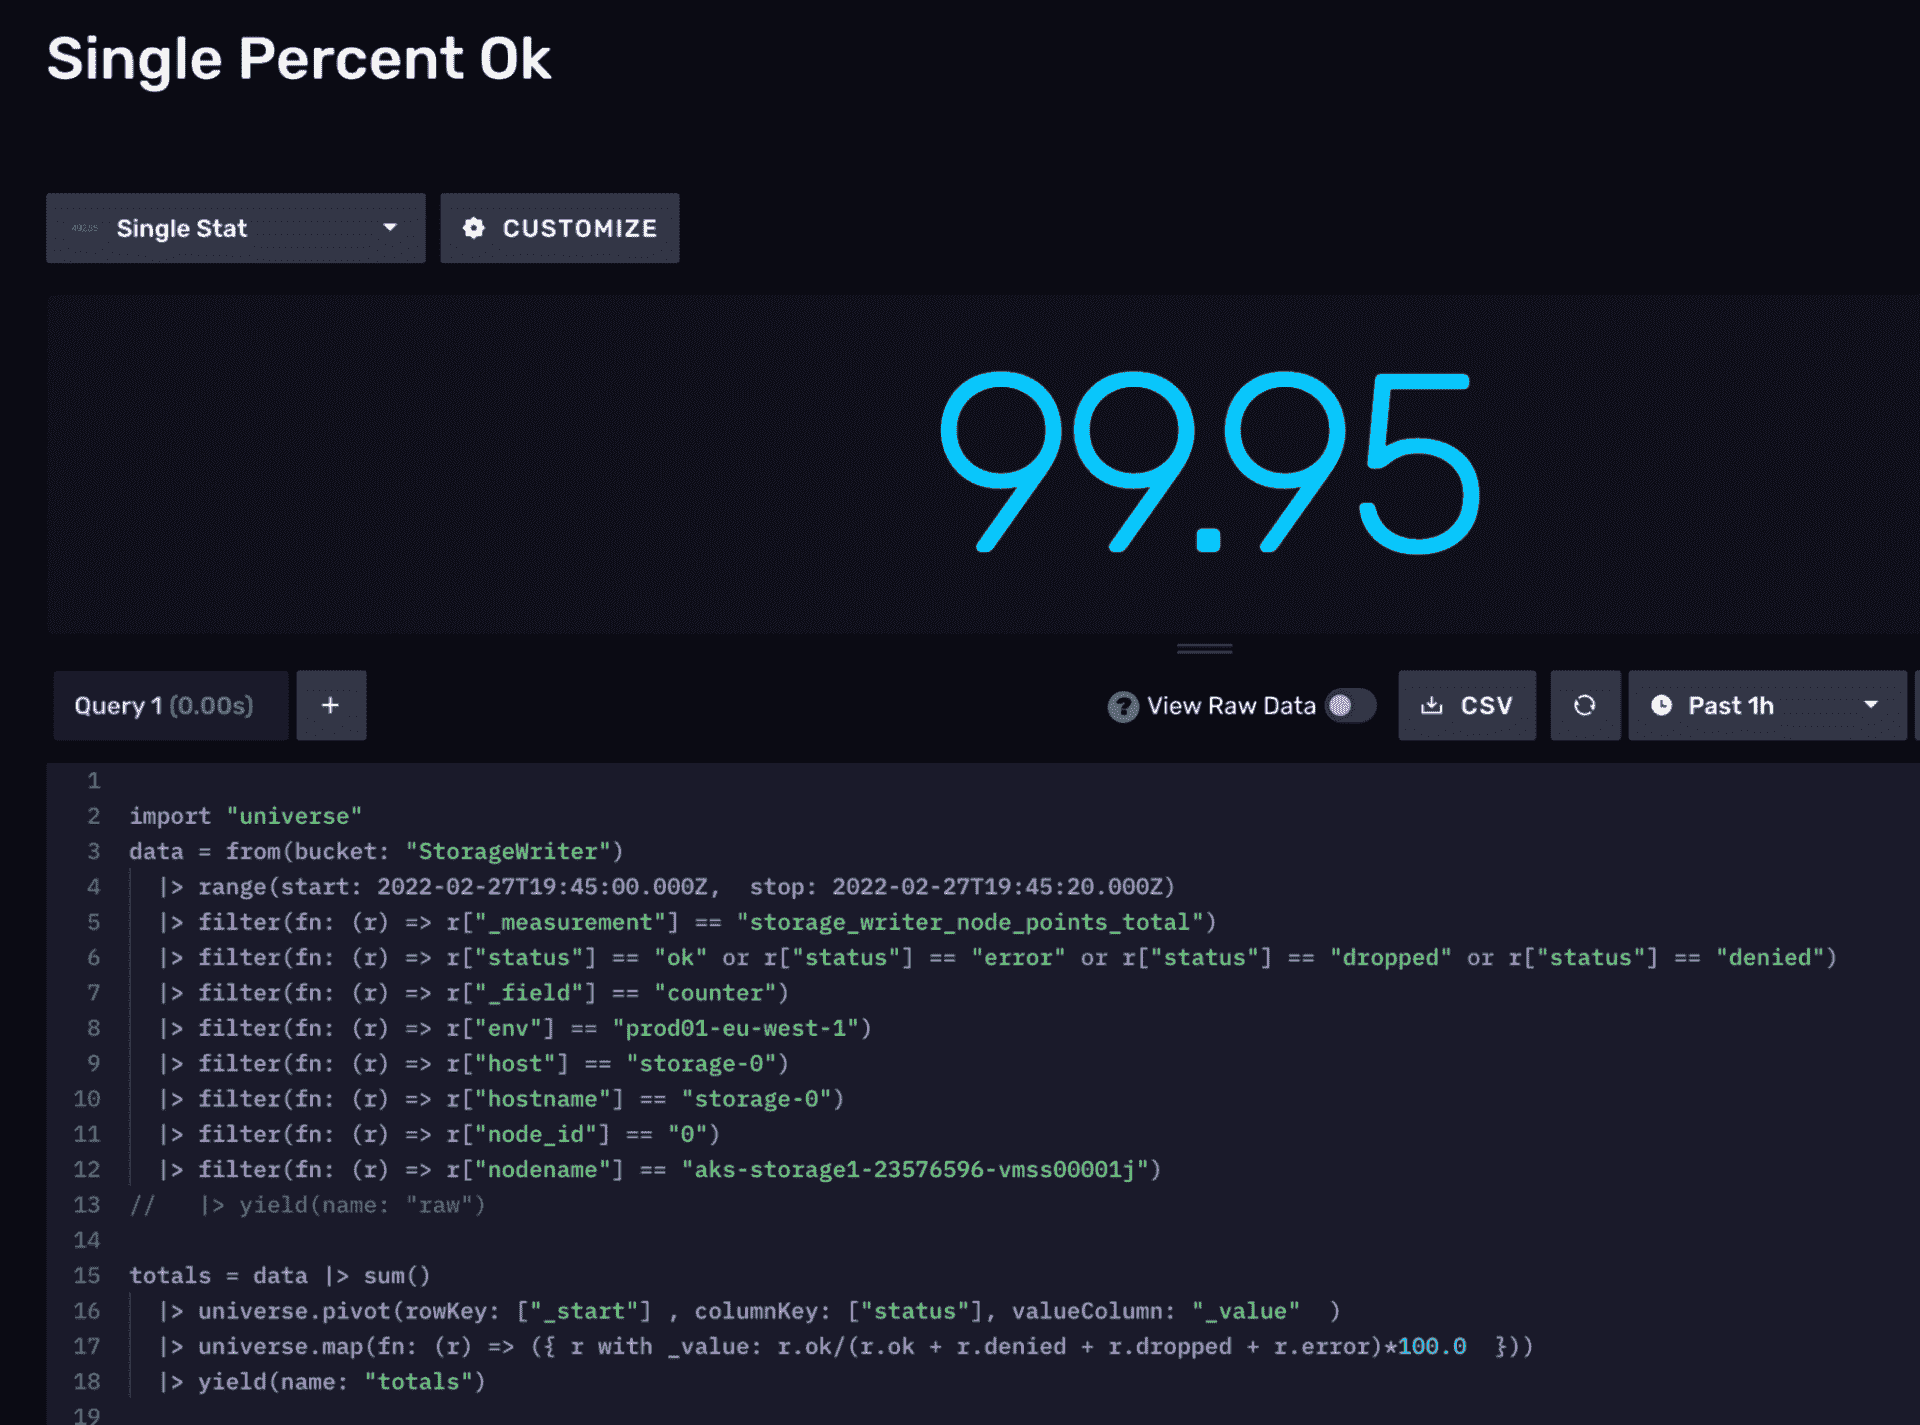 Single Percent Ok
Single Stat
CUSTOMIZE
99.95
Query 1 (0.00s)
+
? View Raw Data
CSV
Past 1h
1
2 import "universe"
3 data = from(bucket: "StorageWriter")
4 |> range(start: 2022-02-27T19:45:00.000Z,  stop: 2022-02-27T19:45:20.000Z)
5 |> filter(fn: (r) => r["_measurement"] == "storage_writer_node_points_total")
6 |> filter(fn: (r) => r["status"] == "ok" or r["status"] == "error" or r["status"] == "dropped" or r["status"] == "denied")
7 |> filter(fn: (r) => r["_field"] == "counter")
8 |> filter(fn: (r) => r["env"] == "prod01-eu-west-1")
9 |> filter(fn: (r) => r["host"] == "storage-0")
10 |> filter(fn: (r) => r["hostname"] == "storage-0")
11 |> filter(fn: (r) => r["node_id"] == "0")
12 |> filter(fn: (r) => r["nodename"] == "aks-storage1-23576596-vmss00001j")
13 //   |> yield(name: "raw")
14
15 totals = data |> sum()
16 |> universe.pivot(rowKey: ["_start"] , columnKey: ["status"], valueColumn: "_value"  )
17 |> universe.map(fn: (r) => ({ r with _value: r.ok/(r.ok + r.denied + r.dropped + r.error)*100.0  }))
18 |> yield(name: "totals")
19